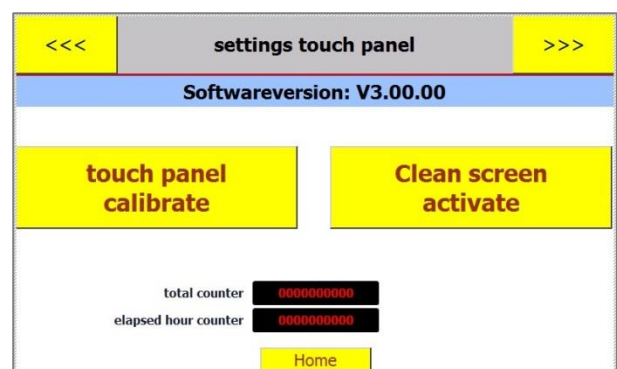 <<< settings touch panel >>>
Softwareversion: V3.00.00
touch panel
calibrate
Clean screen
activate
total counter 0000000000
elapsed hour counter 0000000000
Home